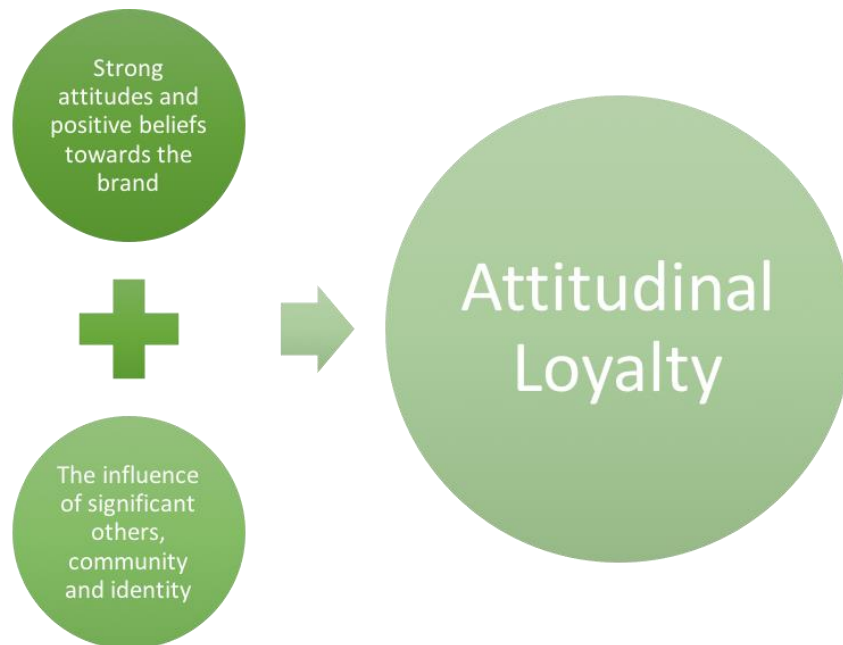 Strong
attitudes and
positive beliefs
towards the
brand
The influence
of significant
others,
community
and identity
Attitudinal
Loyalty